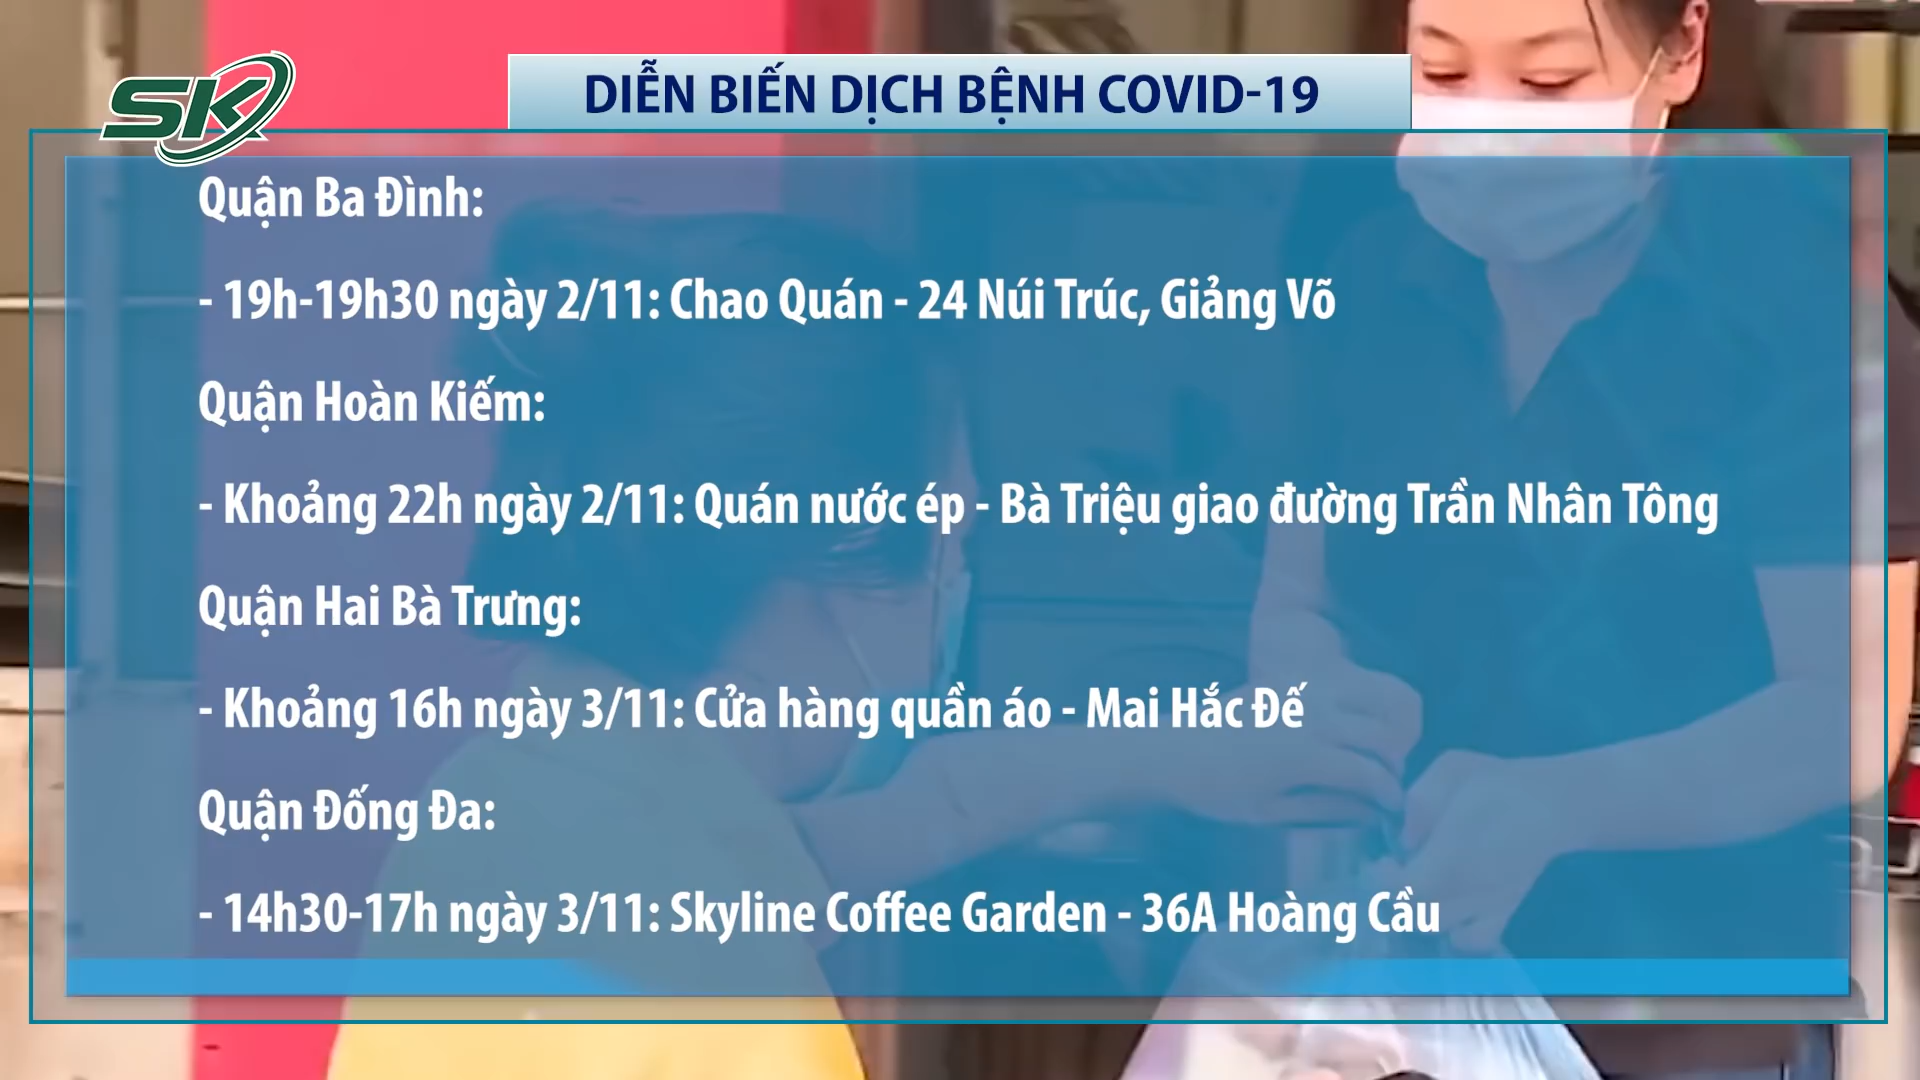 SK
DIỄN BIẾN DỊCH BỆNH COVID-19
Quận Ba Đình:
- 19h-19h30 ngày 2/11: Chao Quán - 24 Núi Trúc, Giảng Võ
Quận Hoàn Kiếm:
- Khoảng 22h ngày 2/11: Quán nước ép - Bà Triệu giao đường Trần Nhân Tông
Quận Hai Bà Trưng:
- Khoảng 16h ngày 3/11: Cửa hàng quần áo - Mai Hắc Đế
Quận Đống Đa:
- 14h30-17h ngày 3/11: Skyline Coffee Garden - 36A Hoàng Cầu